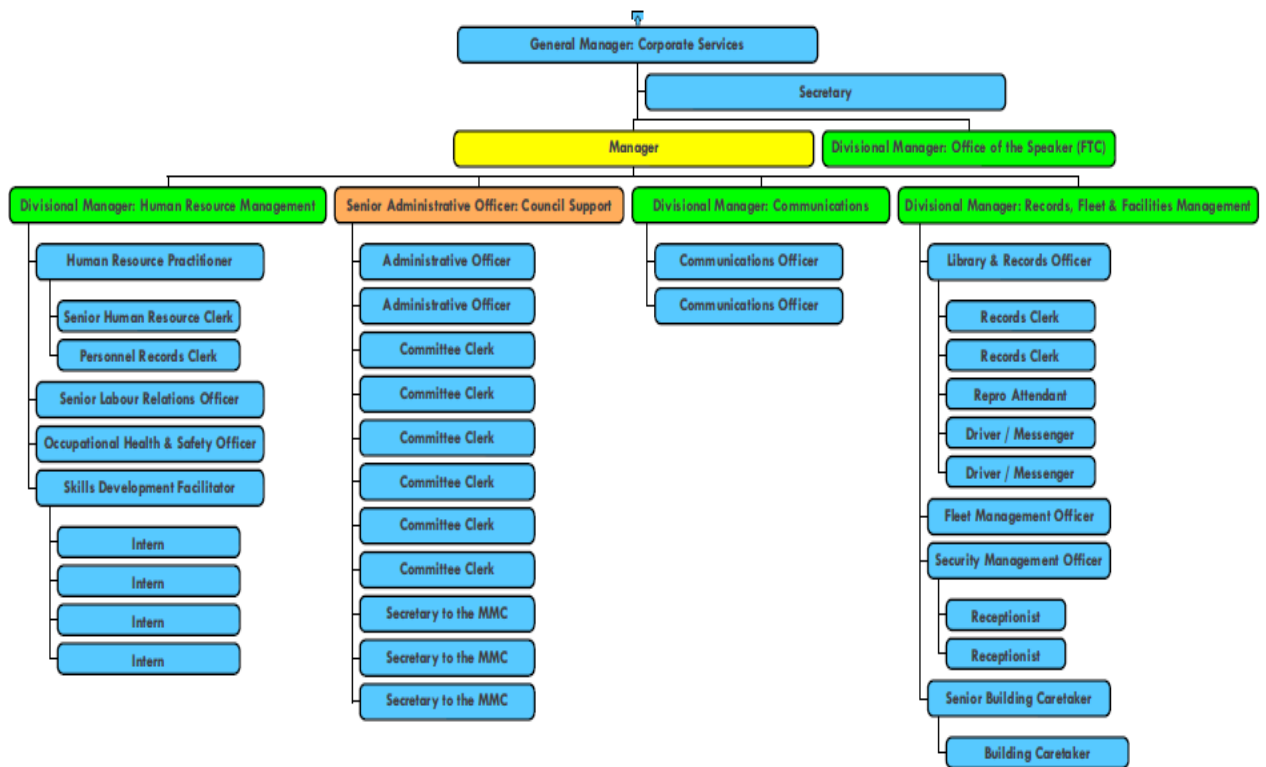 General Manager: Corporate Services
Secretary
Manager
Divisional Manager: Office of the Speaker (FTC)
Divisional Manager: Human Resource Management
Senior Administrative Officer: Council Support
Divisional Manager: Communications
Divisional Manager: Records, Fleet & Facilities Management
Human Resource Practitioner
Senior Human Resource Clerk
Personnel Records Clerk
Senior Labour Relations Officer
Occupational Health & Safety Officer
Skills Development Facilitator
Intern
Intern
Intern
Intern
Administrative Officer
Administrative Officer
Committee Clerk
Committee Clerk
Committee Clerk
Committee Clerk
Committee Clerk
Committee Clerk
Secretary to the MMC
Secretary to the MMC
Secretary to the MMC
Communications Officer
Communications Officer
Library & Records Officer
Records Clerk
Records Clerk
Repro Attendant
Driver / Messenger
Driver / Messenger
Fleet Management Officer
Security Management Officer
Receptionist
Receptionist
Senior Building Caretaker
Building Caretaker